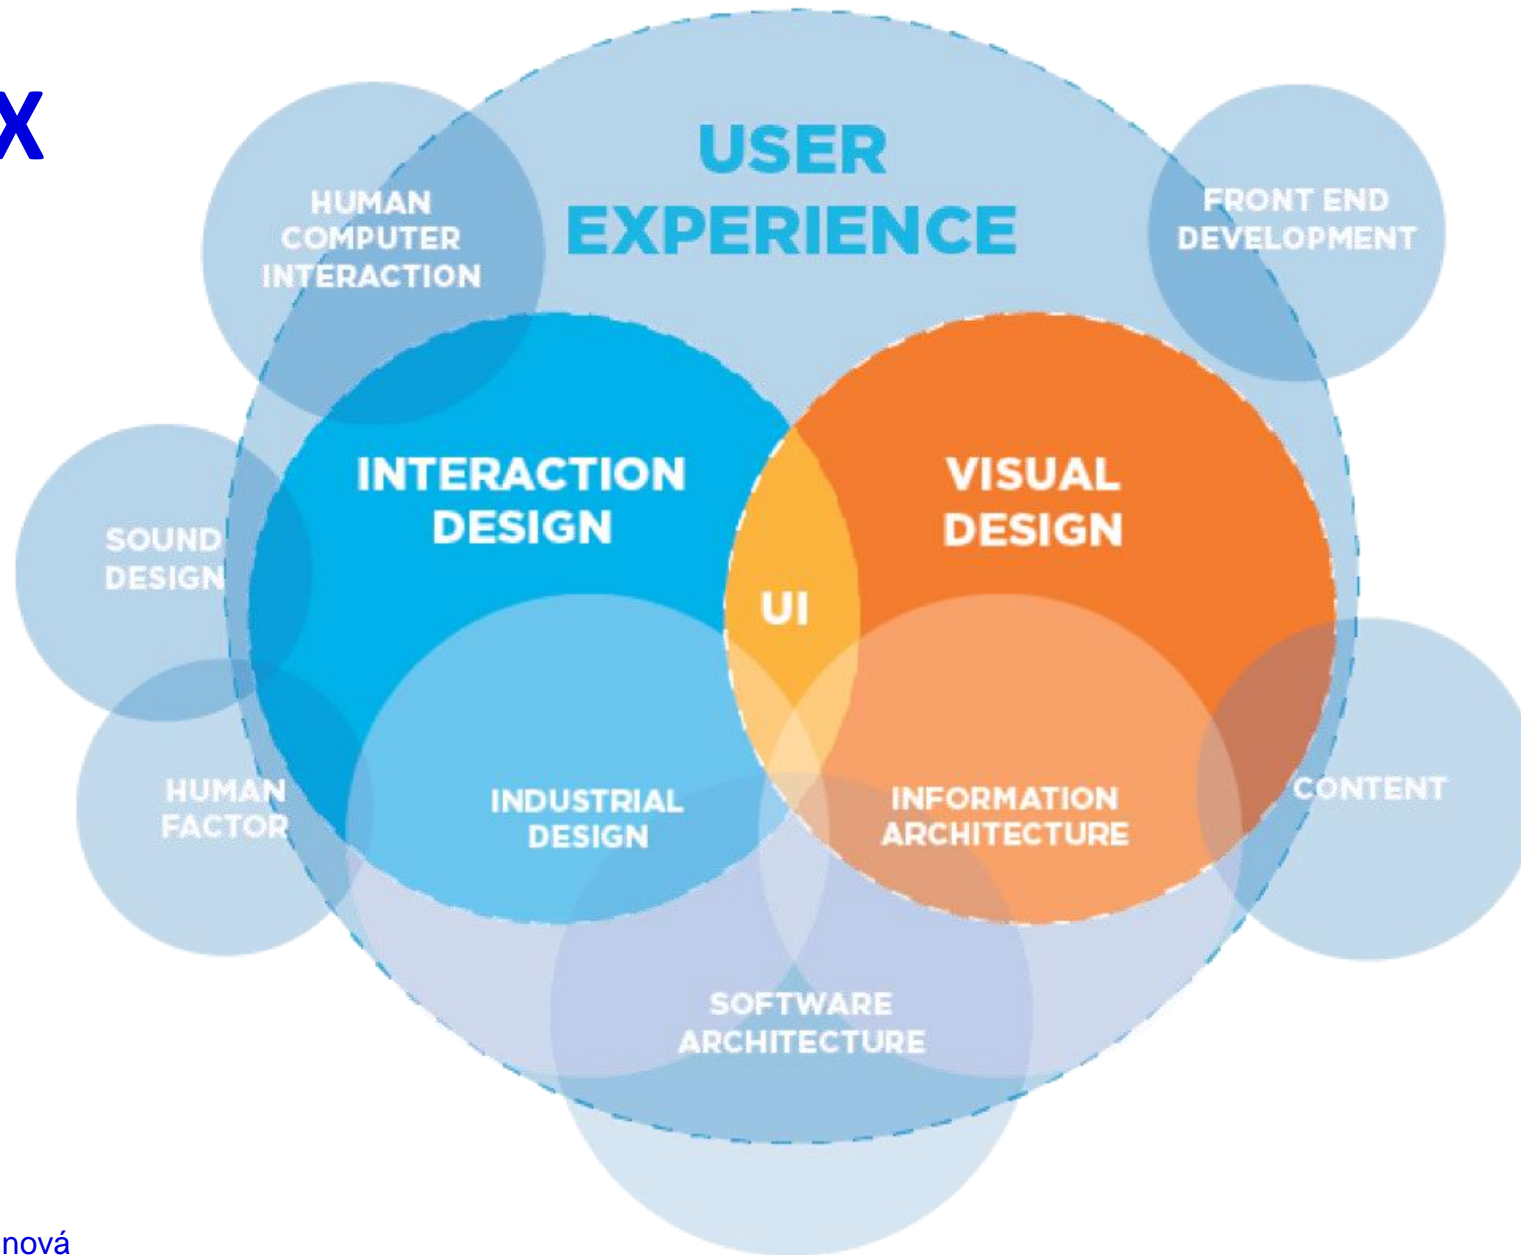 X
USER
EXPERIENCE
HUMAN
COMPUTER
INTERACTION
FRONT END
DEVELOPMENT
INTERACTION
DESIGN
VISUAL
DESIGN
SOUND
DESIGN
UI
HUMAN
FACTOR
INDUSTRIAL
DESIGN
INFORMATION
ARCHITECTURE
CONTENT
SOFTWARE
ARCHITECTURE
nová